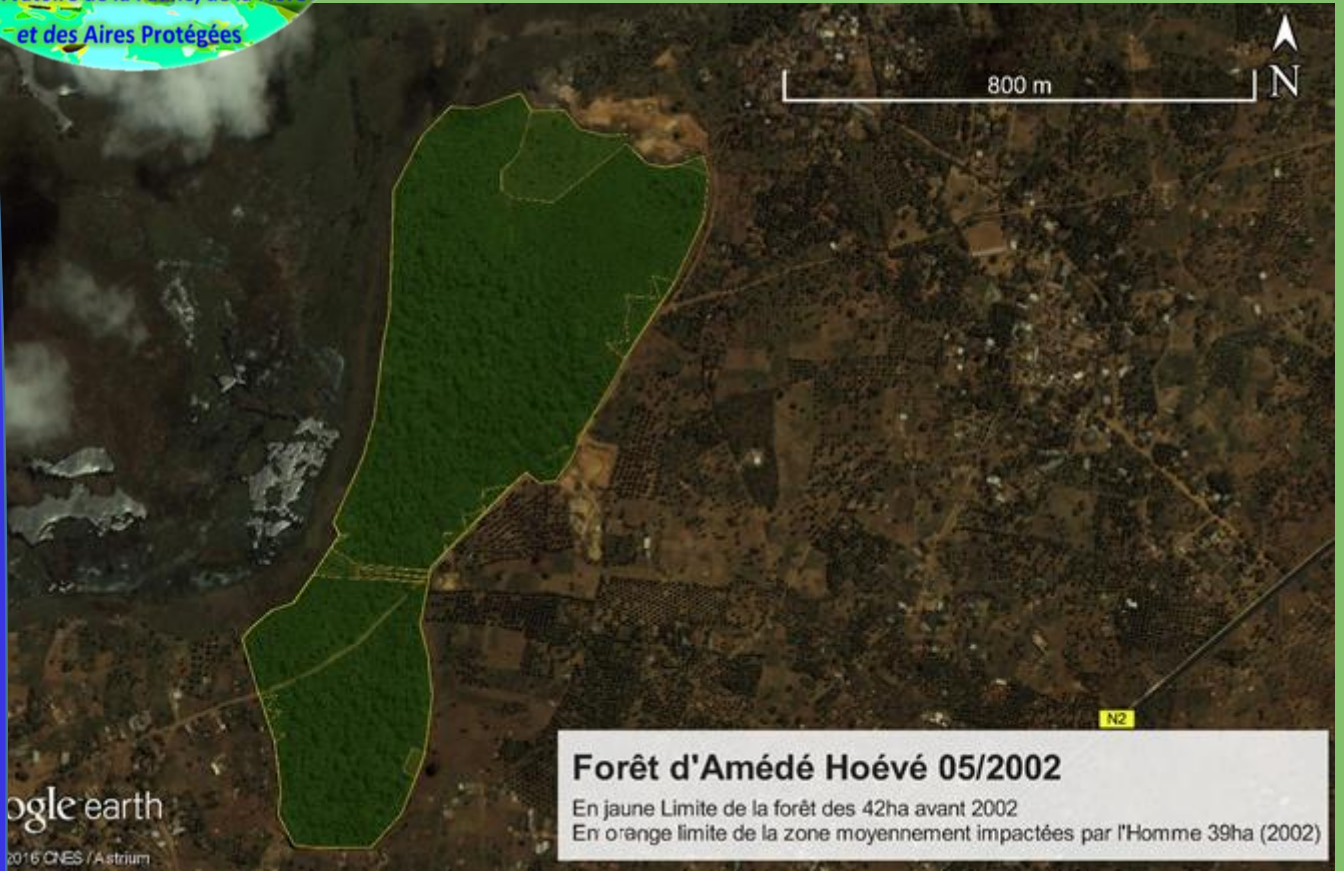 et des Aires Protégées
800 m
N
N2
Forêt d'Amédé Hoévé 05/2002
En jaune Limite de la forêt des 42ha avant 2002
En orange limite de la zone moyennement impactées par l'Homme 39ha (2002)
ogle earth
2016 CNES / Astrium